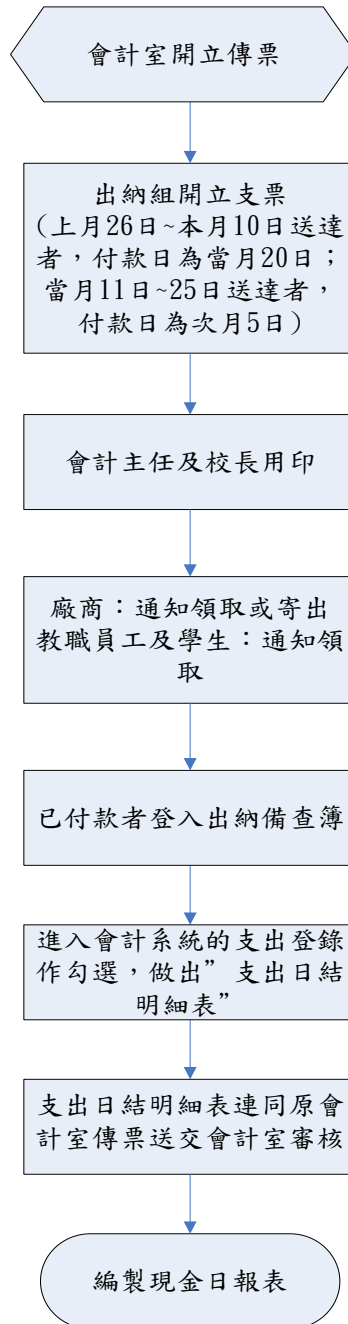 會計室開立傳票
出納組開立支票
(上月26日~本月10日送達
者，付款日為當月20日；
當月11日~25日送達者，
付款日為次月5日)
會計主任及校長用印
廠商：通知領取或寄出
教職員工及學生：通知領
取
已付款者登入出納備查簿
進入會計系統的支出登錄
作勾選，做出”支出日結
明細表”
支出日結明細表連同原會
計室傳票送交會計室審核
編製現金日報表